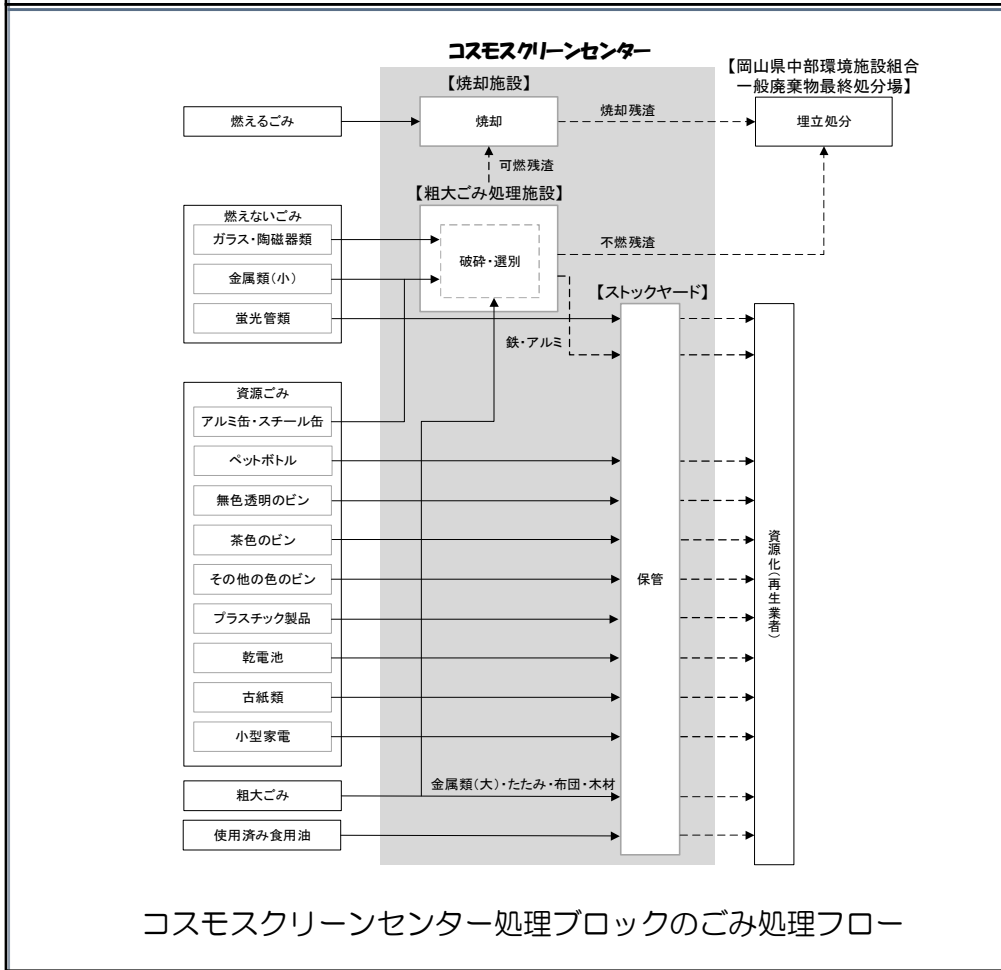 コスモスクリーンセンター
【岡山県中部環境施設組合
一般廃棄物最終処分場】
【焼却施設】
燃えるごみ
焼却
焼却残渣
埋立処分
可燃残渣
【粗大ごみ処理施設】
燃えないごみ
ガラス・陶磁器類
金属類(小)
蛍光管類
破砕・選別
不燃残渣
【ストックヤード】
鉄・アルミ
資源ごみ
アルミ缶・スチール缶
ペットボトル
無色透明のビン
茶色のビン
その他の色のビン
プラスチック製品
乾電池
古紙類
小型家電
保管
資源化(再生業者)
粗大ごみ
金属類(大)・たたみ・布団・木材
使用済み食用油
コスモスクリーンセンター処理ブロックのごみ処理フロー